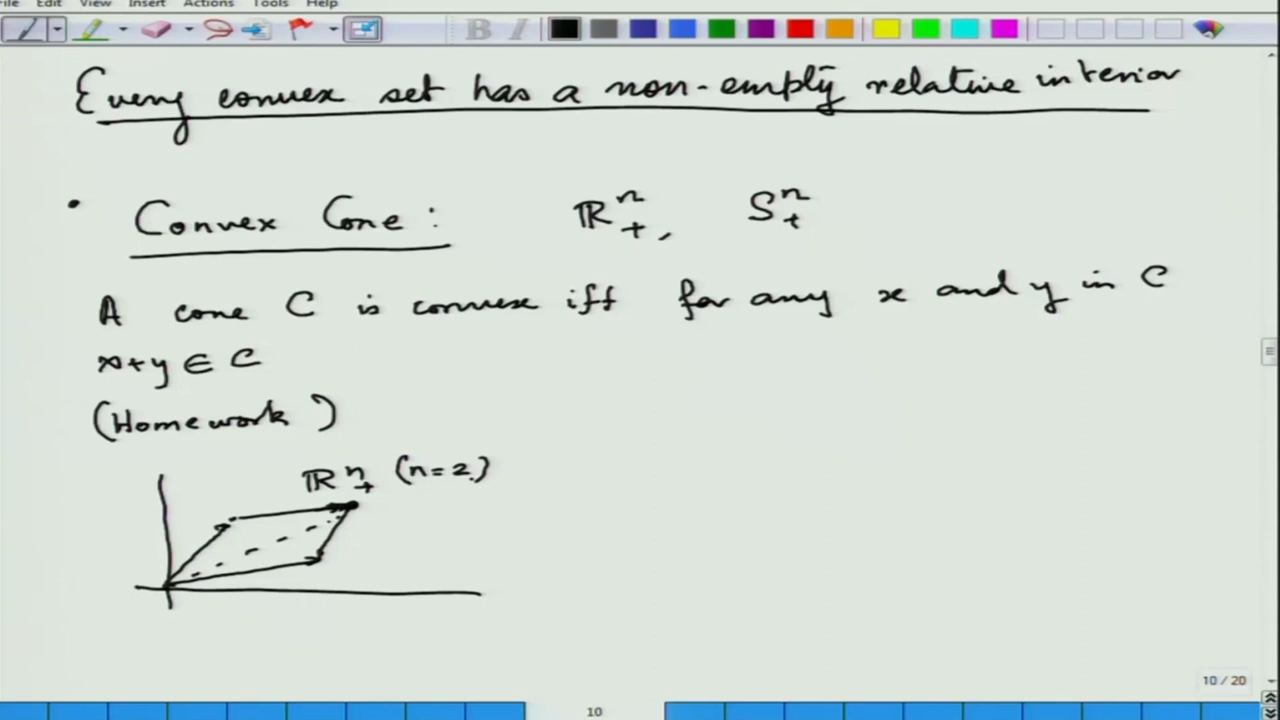 File Edit View Insert Actions Tools Help
B I
Every convex set has a non-empty relative interior
• Convex Cone : ℝⁿ₊, Sⁿ₊
A cone C is convex iff for any x and y in C
x+y ∈ C
(Homework)
ℝⁿ₊ (n=2)
10 / 20
10